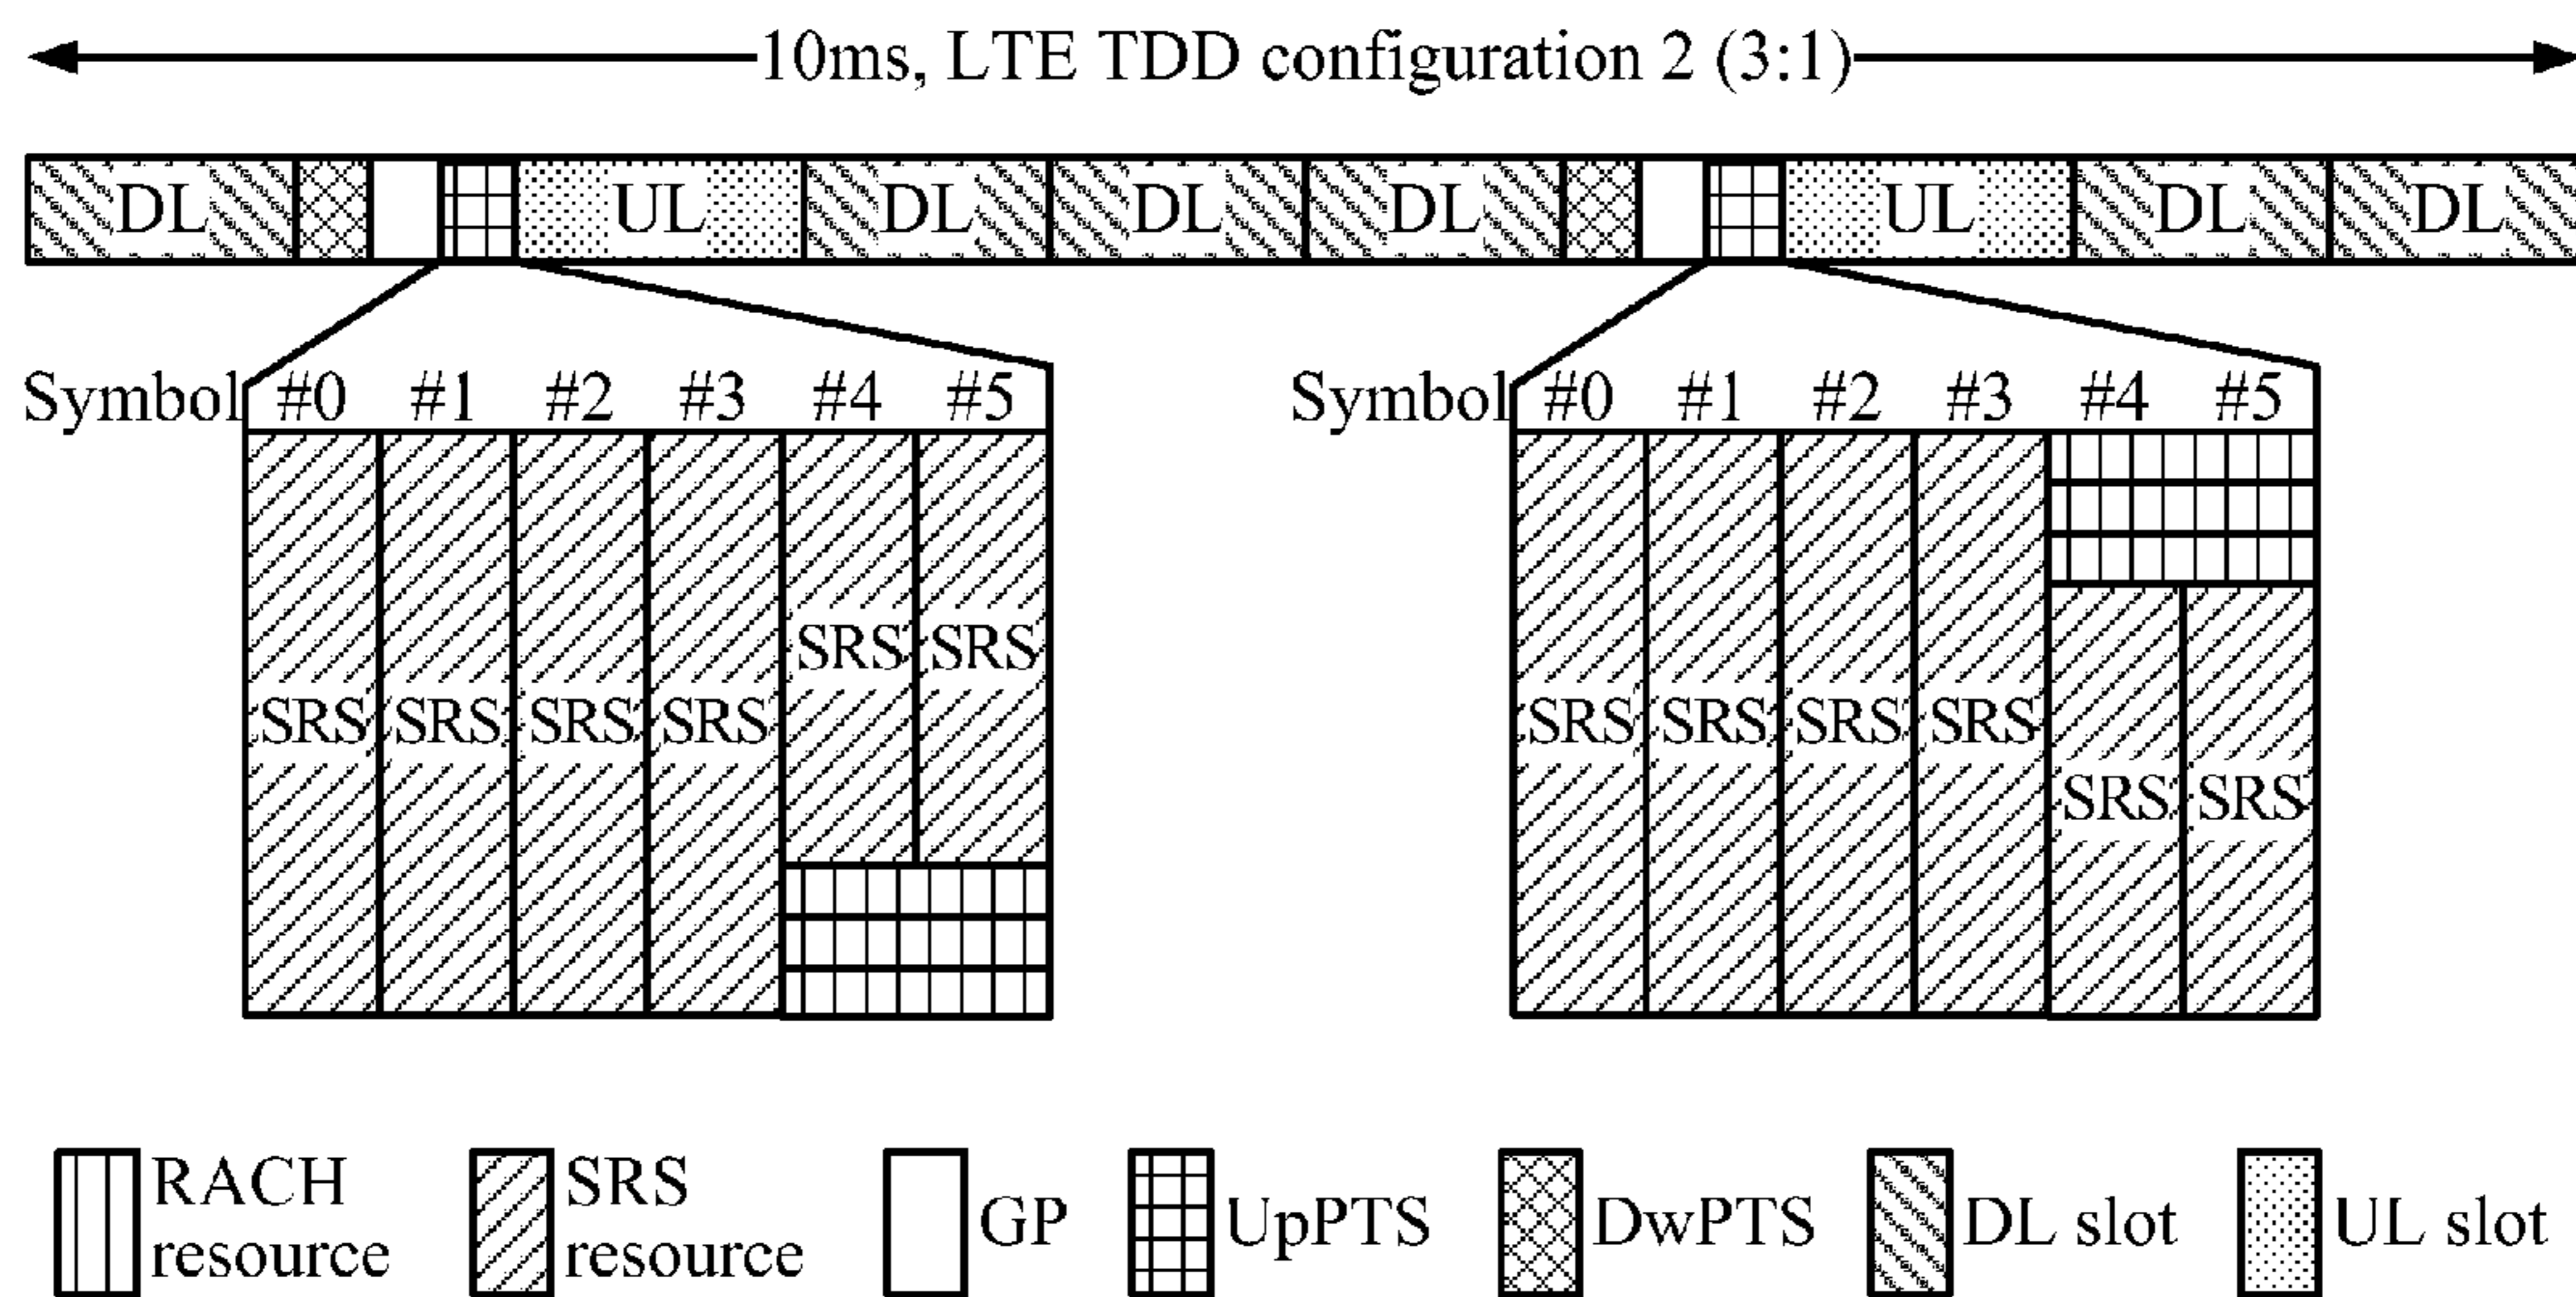 10ms, LTE TDD configuration 2 (3:1)
DL UL DL DL DL UL DL DL
Symbol #0 #1 #2 #3 #4 #5
Symbol #0 #1 #2 #3 #4 #5
SRS SRS
SRS SRS SRS SRS
SRS SRS SRS SRS
SRS SRS
RACH resource
SRS resource
GP
UpPTS
DwPTS
DL slot
UL slot